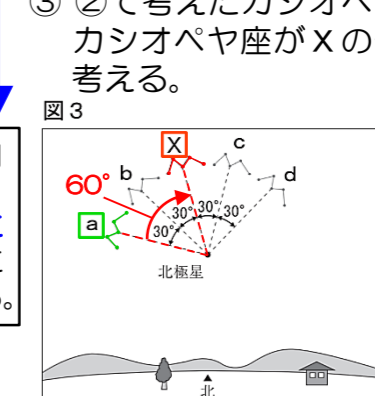 ③ ②で考えたカシオペ
カシオペヤ座がXの
考える。
図3
X
c
b
d
60°
a
30°
30°
30°
30°
北極星
北
。